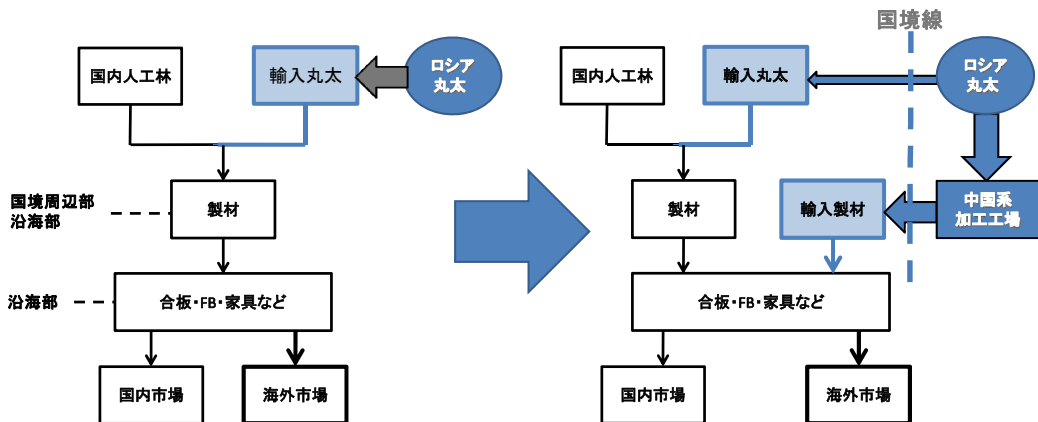 国内人工林
輸入丸太
ロシア
丸太
国境周辺部
沿海部
製材
沿海部
合板・FB・家具など
国内市場
海外市場
国境線
国内人工林
輸入丸太
ロシア
丸太
製材
輸入製材
中国系
加工工場
合板・FB・家具など
国内市場
海外市場